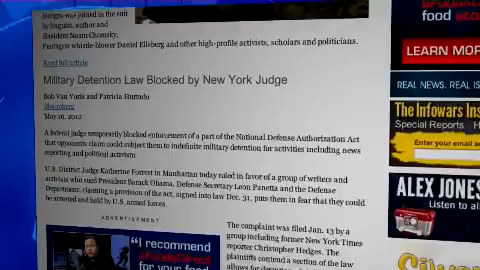 Hedges was joined in the suit
by linguist, author and
dissident Noam Chomsky,
Pentagon whistle-blower Daniel Ellsberg and other high-profile activists, scholars and politicians.
Read full article
Military Detention Law Blocked by New York Judge
Bob Van Voris and Patricia Hurtado
Bloomberg
May 16, 2012
A federal judge temporarily blocked enforcement of a part of the National Defense Authorization Act
that opponents claim could subject them to indefinite military detention for activities including news
reporting and political activism.
U.S. District Judge Katherine Forrest in Manhattan today ruled in favor of a group of writers and
activists who sued President Barack Obama, Defense Secretary Leon Panetta and the Defense
Department, claiming a provision of the act, signed into law Dec. 31, puts them in fear that they could
be arrested and held by U.S. armed forces.
ADVERTISEMENT
"I recommend
for your food
The complaint was filed Jan. 13 by a
group including former New York Times
reporter Christopher Hedges. The
plaintiffs contend a section of the law
allows for
food
LEARN MOR
REAL NEWS. REAL
The Infowars Ins
Special Reports
Enter your email a
ALEX JONES
Listen to al